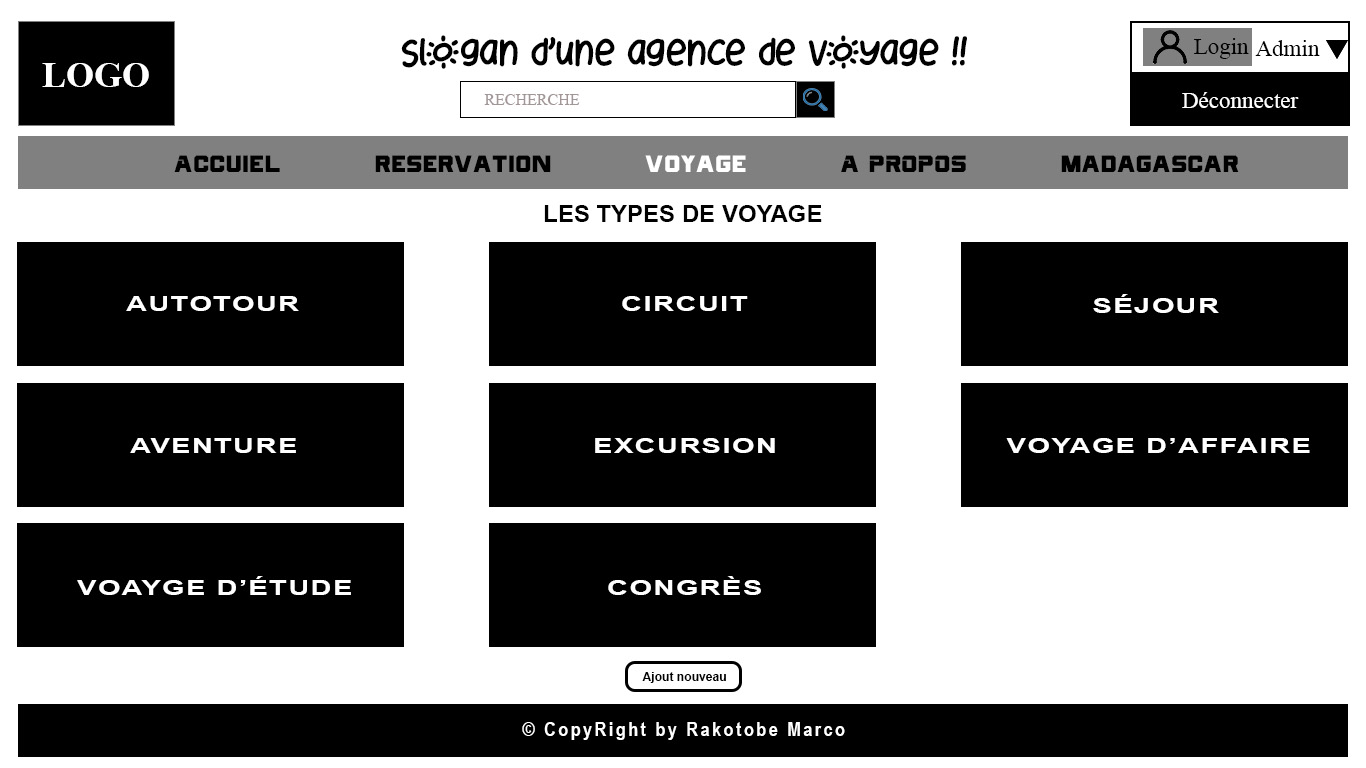 LOGO
slogan d'une agence de voyage !!
RECHERCHE
Login Admin
Déconnecter
ACCUIEL RESERVATION VOYAGE A PROPOS MADAGASCAR
LES TYPES DE VOYAGE
AUTOTOUR CIRCUIT SÉJOUR
AVENTURE EXCURSION VOYAGE D’AFFAIRE
VOAYGE D’ÉTUDE CONGRÈS
Ajout nouveau
© CopyRight by Rakotobe Marco